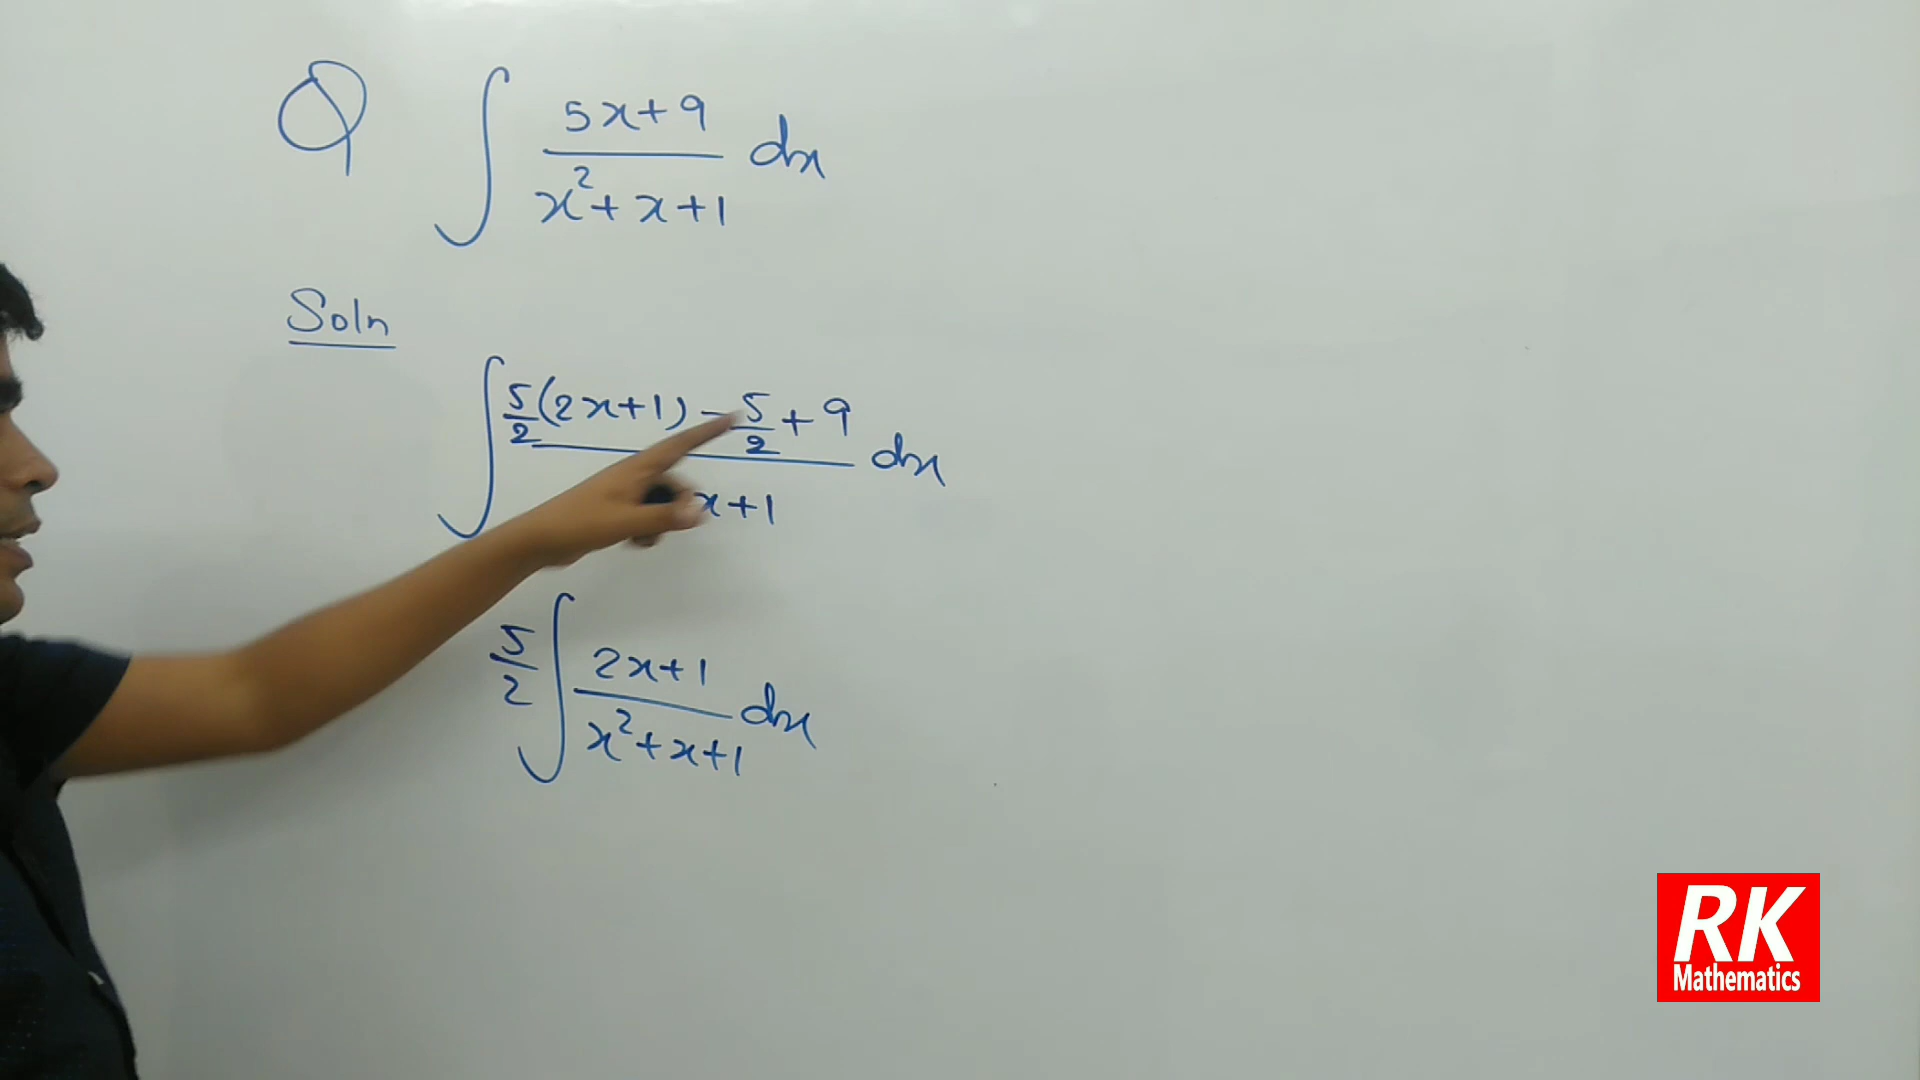 Q ∫ 5x+9 / x²+x+1 dx
Soln
∫ 5/2(2x+1) - 5/2 + 9 / x+1 dx
5/2 ∫ 2x+1 / x²+x+1 dx
RK
Mathematics